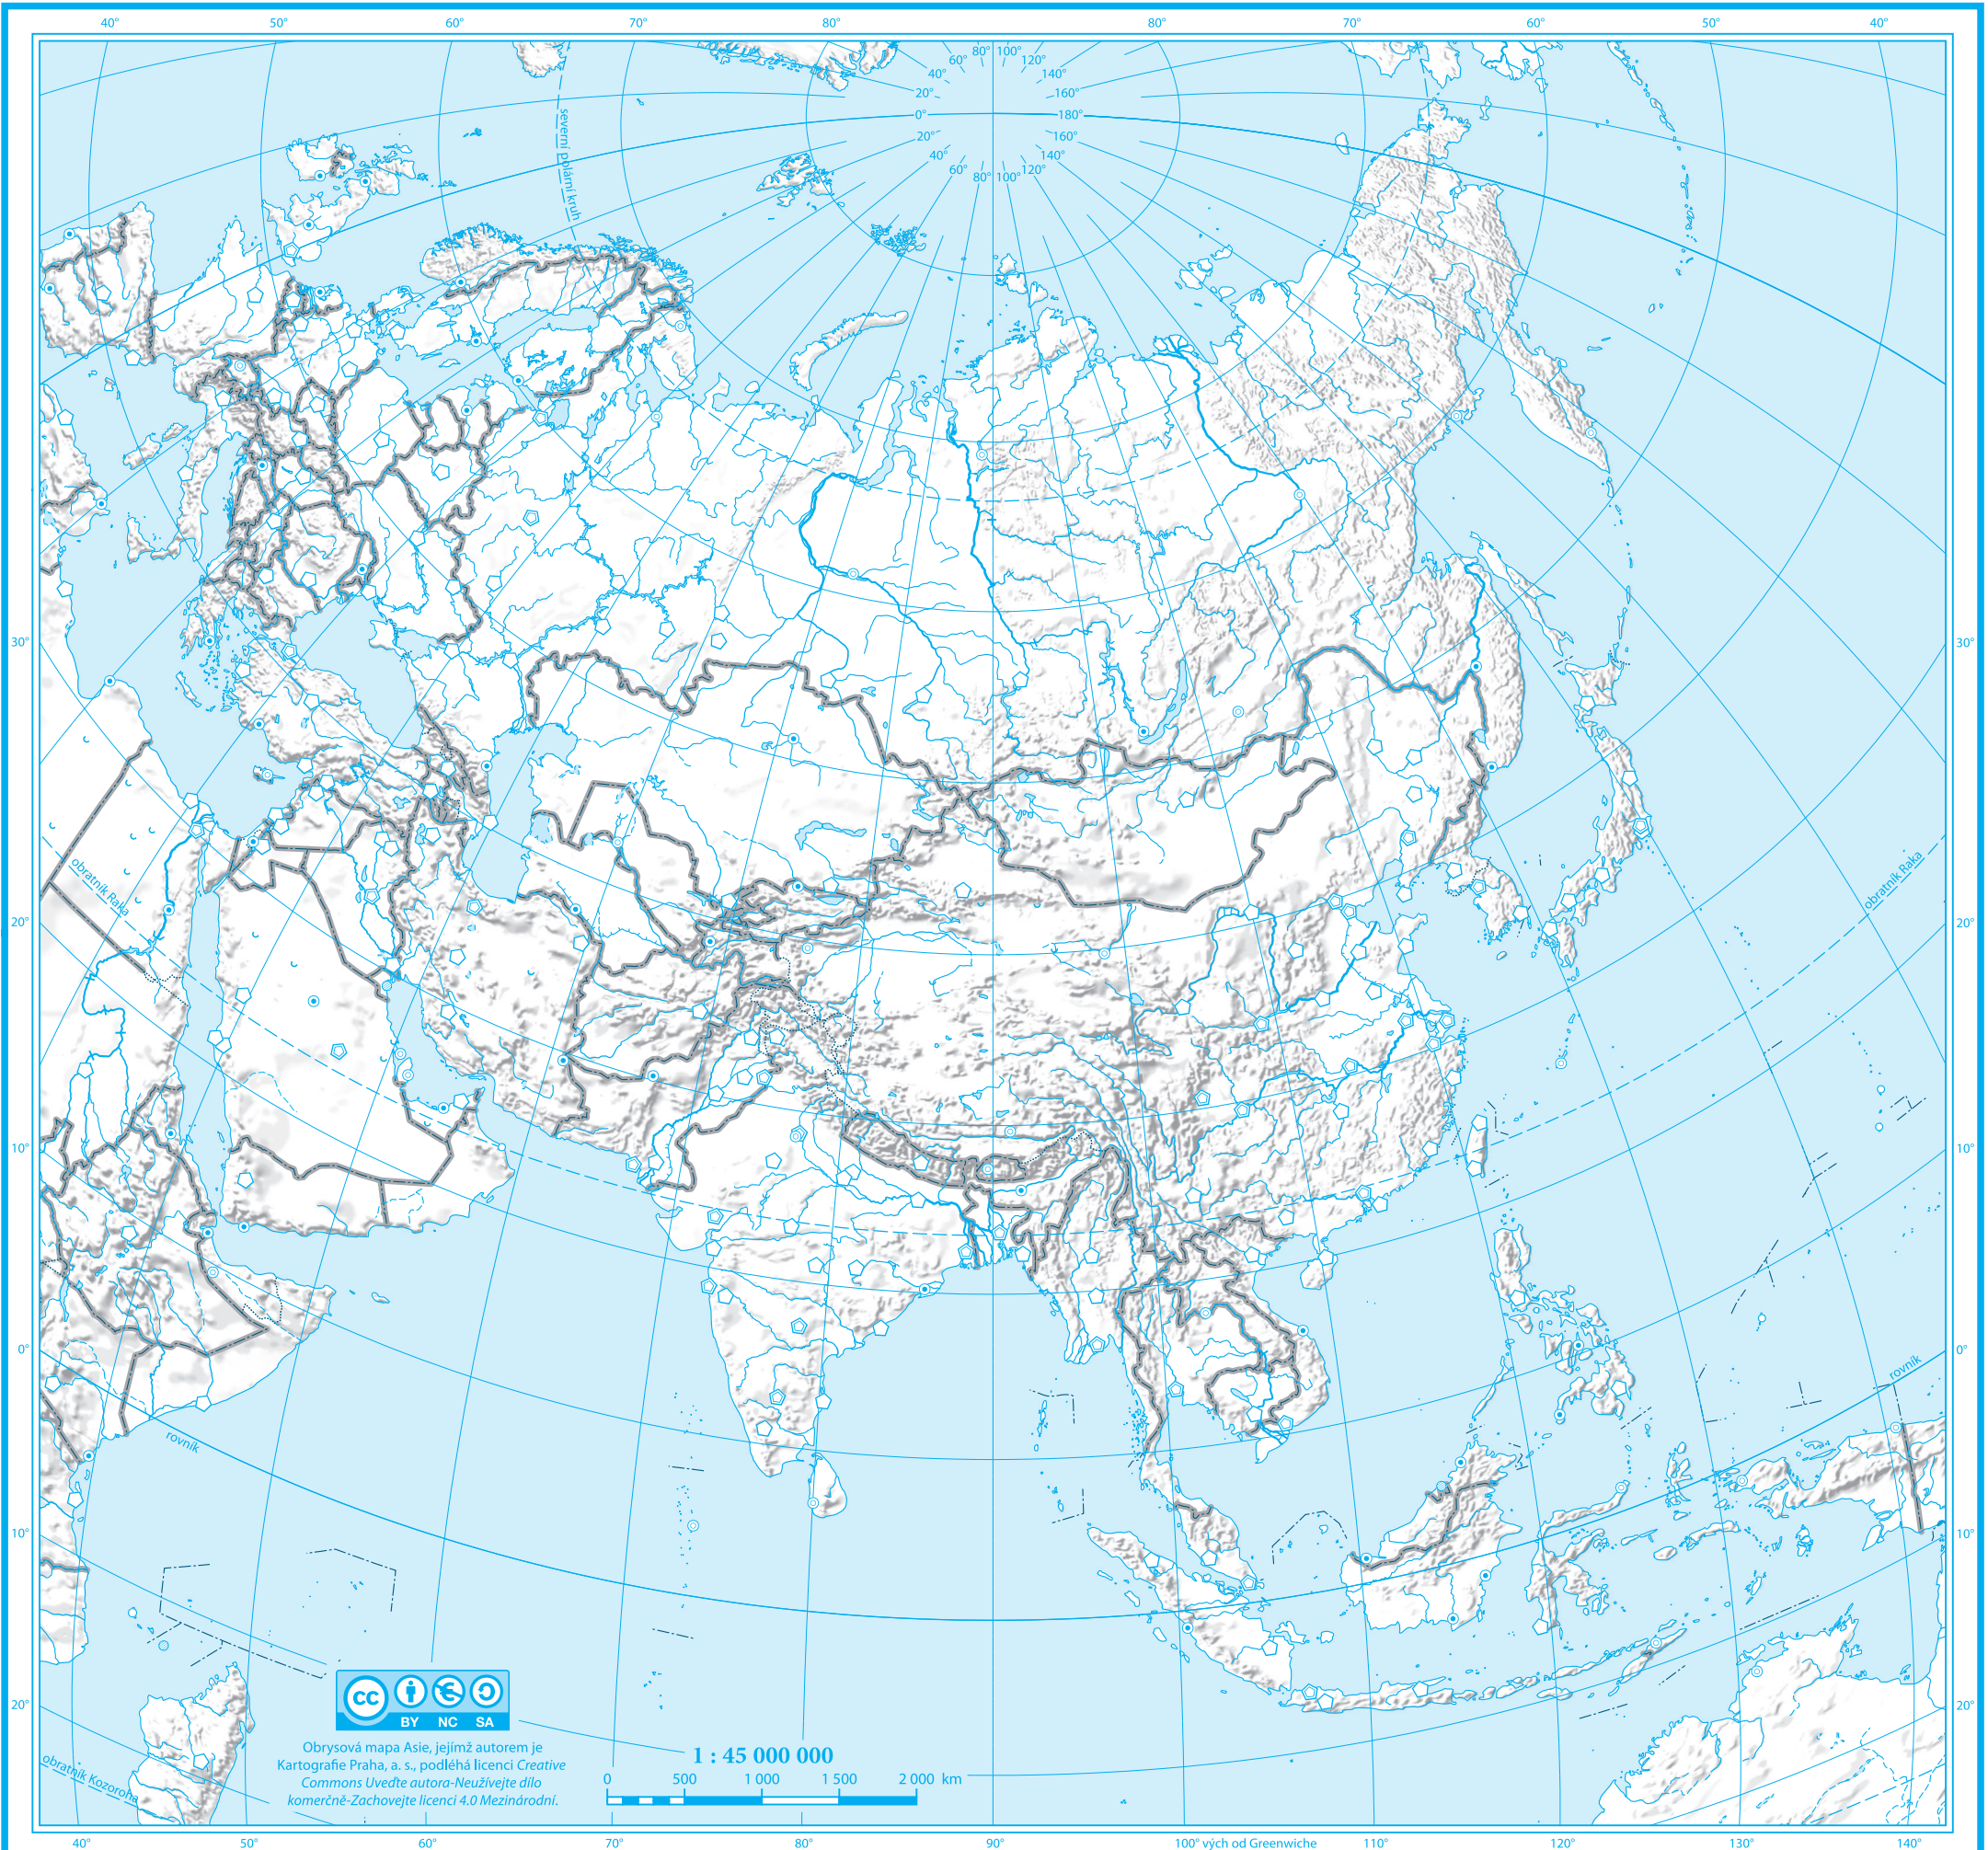 40° 50° 60° 70° 80° 80° 70° 60° 50° 40°
80° 100°
60° 120°
40° 140°
20° 160°
0° 180°
20° 160°
40° 140°
60° 80° 100° 120°
severní polární kruh
30° 30°
obratník Raka
obratník Raka
20° 20°
10° 10°
0° 0°
rovník
rovník
10° 10°
20° 20°
obratník Kozoroha
cc
BY NC SA
Obrysová mapa Asie, jejímž autorem je
Kartografie Praha, a. s., podléhá licenci Creative
Commons Uveďte autora-Neužívejte dílo
komerčně-Zachovejte licenci 4.0 Mezinárodní.
1 : 45 000 000
0 500 1 000 1 500 2 000 km
40° 50° 60° 70° 80° 90° 100° vých od Greenwiche 110° 120° 130° 140°